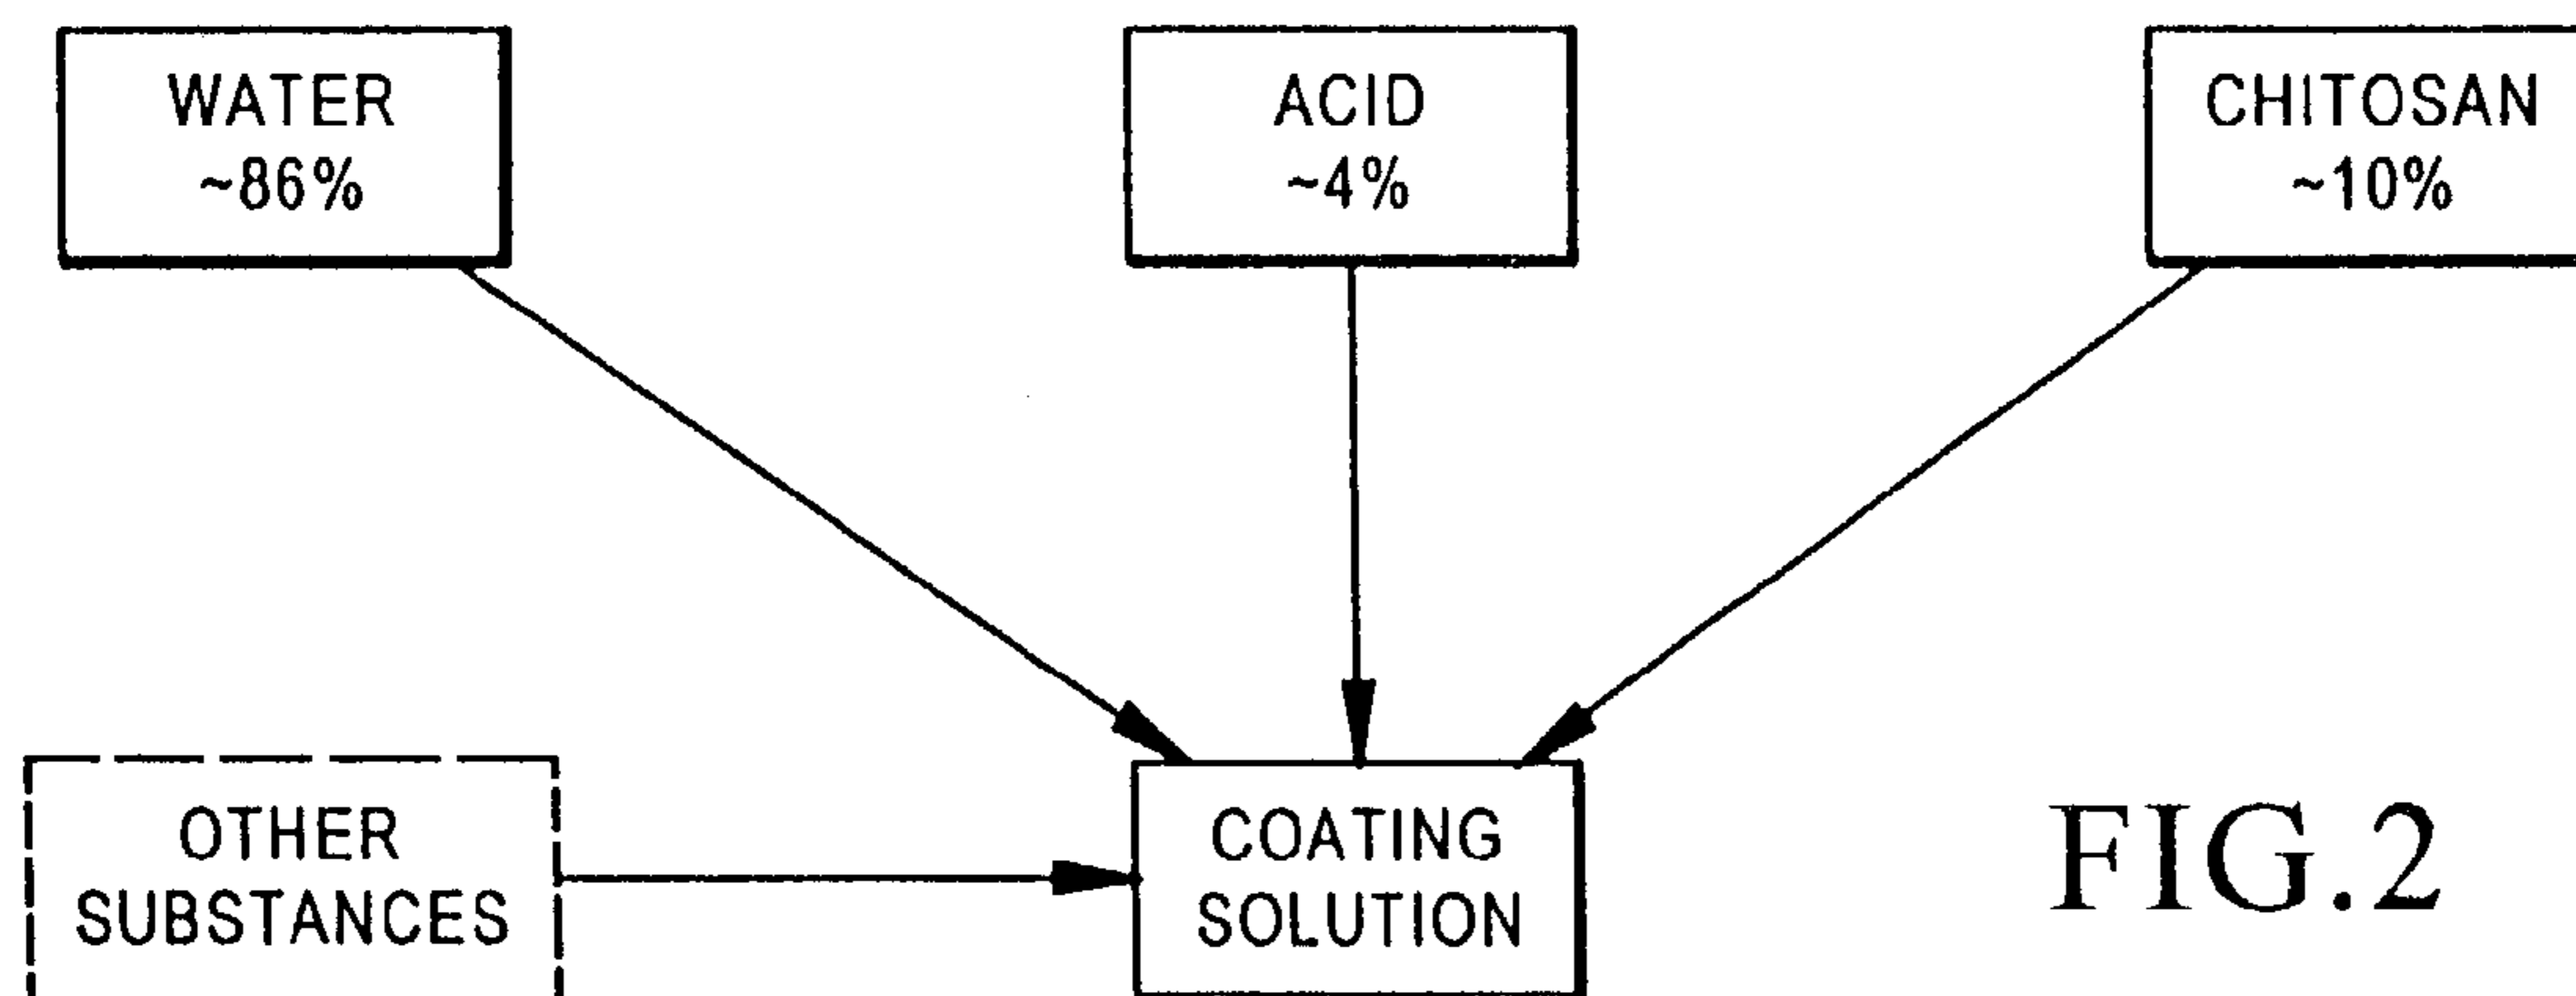 WATER
~86%
ACID
~4%
CHITOSAN
~10%
OTHER
SUBSTANCES
COATING
SOLUTION
FIG.2